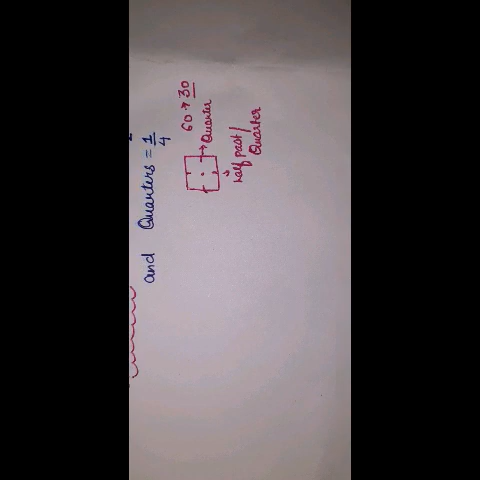 and Quarters = 1/4
60 → 30
→ Quarter
half past/
Quarter